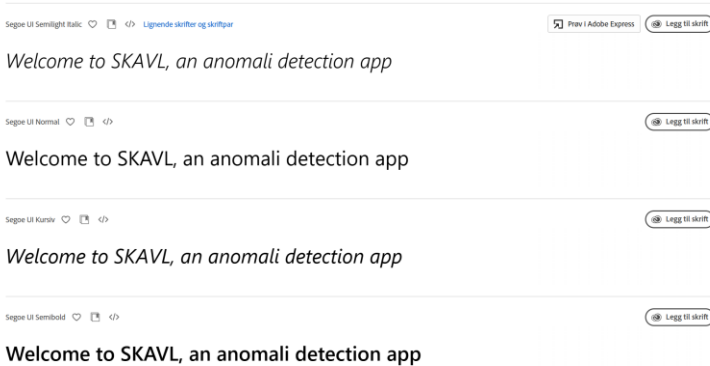 Segoe UI Semilight Italic </> Lignende skrifter og skriftpar Prøv i Adobe Express Legg til skrift
Welcome to SKAVL, an anomali detection app
Segoe UI Normal </> Legg til skrift
Welcome to SKAVL, an anomali detection app
Segoe UI Kursiv </> Legg til skrift
Welcome to SKAVL, an anomali detection app
Segoe UI Semibold </> Legg til skrift
Welcome to SKAVL, an anomali detection app